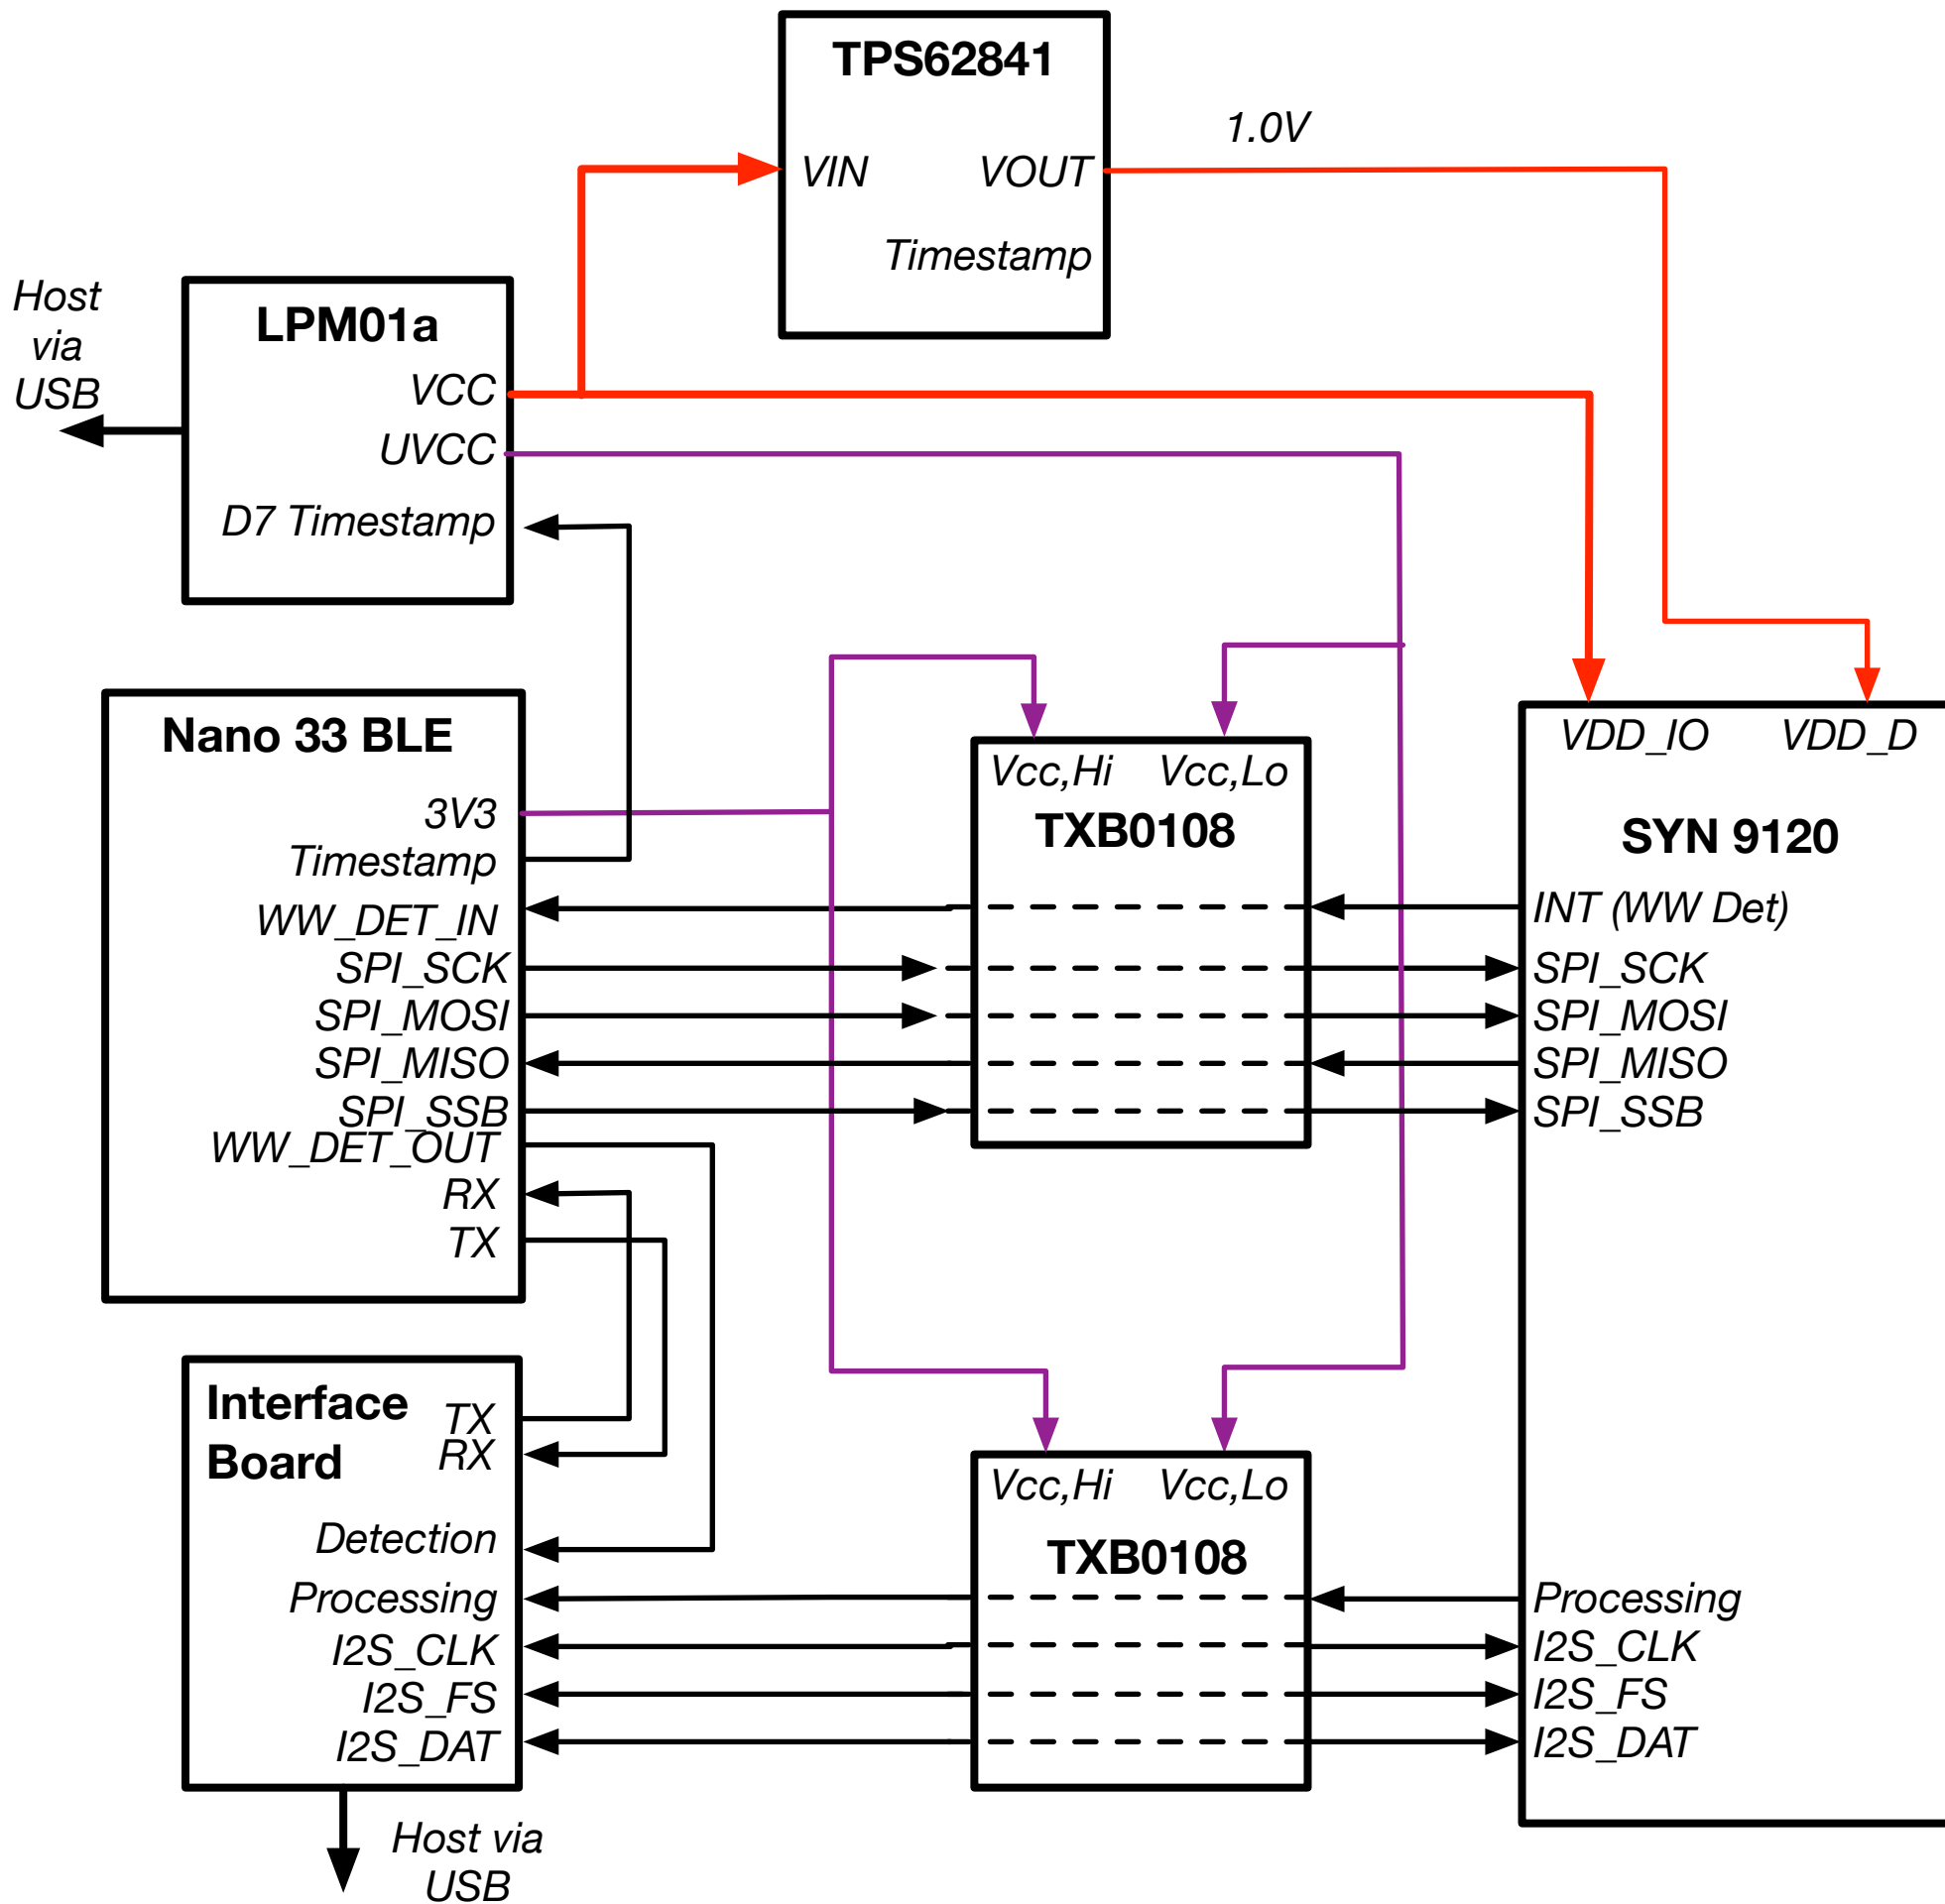 TPS62841
VIN
VOUT
Timestamp
1.0V
Host
via
USB
LPM01a
VCC
UVCC
D7 Timestamp
Nano 33 BLE
3V3
Timestamp
WW_DET_IN
SPI_SCK
SPI_MOSI
SPI_MISO
SPI_SSB
WW_DET_OUT
RX
TX
Vcc,Hi
Vcc,Lo
TXB0108
VDD_IO
VDD_D
SYN 9120
INT (WW Det)
SPI_SCK
SPI_MOSI
SPI_MISO
SPI_SSB
Processing
I2S_CLK
I2S_FS
I2S_DAT
Interface
Board
TX
RX
Detection
Processing
I2S_CLK
I2S_FS
I2S_DAT
Vcc,Hi
Vcc,Lo
TXB0108
Host via
USB